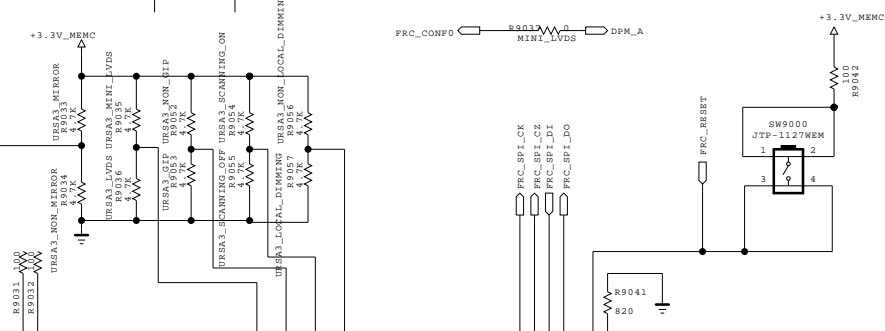 +3.3V_MEMC
URSA3_MIRROR
R9033
4.7K
URSA3_MINI_LVDS
R9035
4.7K
URSA3_NON_GIP
R9052
4.7K
URSA3_SCANNING_ON
R9054
4.7K
URSA3_NON_LOCAL_DIMMING
R9056
4.7K
URSA3_NON_MIRROR
R9034
4.7K
URSA3_LVDS
R9036
4.7K
URSA3_GIP
R9053
4.7K
URSA3_SCANNING_OFF
R9055
4.7K
URSA3_LOCAL_DIMMING
R9057
4.7K
R9031 100
R9032 100
FRC_CONF0
R9037 0
MINI_LVDS
DPM_A
FRC_SPI_CK
FRC_SPI_CZ
FRC_SPI_DI
FRC_SPI_DO
FRC_RESET
+3.3V_MEMC
100
R9042
SW9000
JTP-1127WEM
1 2
3 4
R9041
820